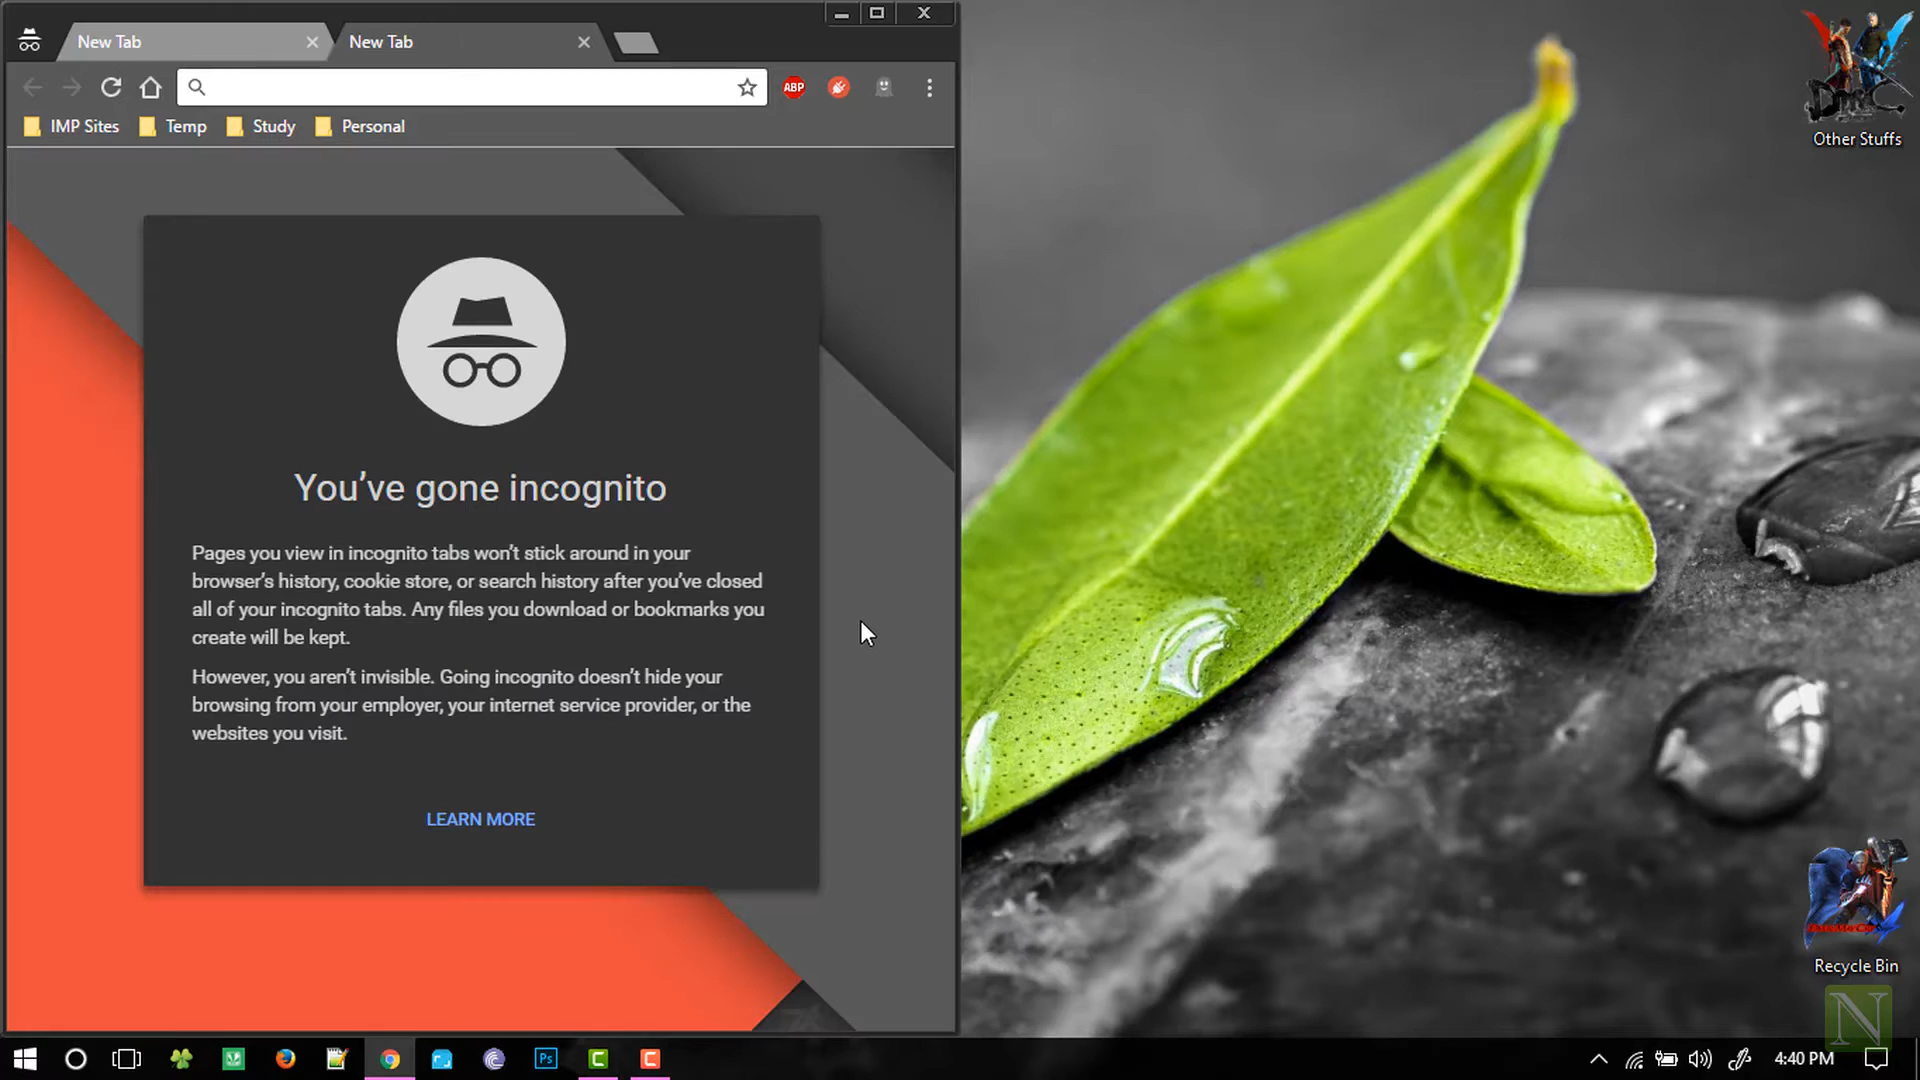 New Tab
New Tab
ABP
IMP Sites
Temp
Study
Personal
You've gone incognito
Pages you view in incognito tabs won't stick around in your
browser's history, cookie store, or search history after you've closed
all of your incognito tabs. Any files you download or bookmarks you
create will be kept.
However, you aren't invisible. Going incognito doesn't hide your
browsing from your employer, your internet service provider, or the
websites you visit.
LEARN MORE
DmC
Other Stuffs
Recycle Bin
N
Ps
C
C
4:40 PM